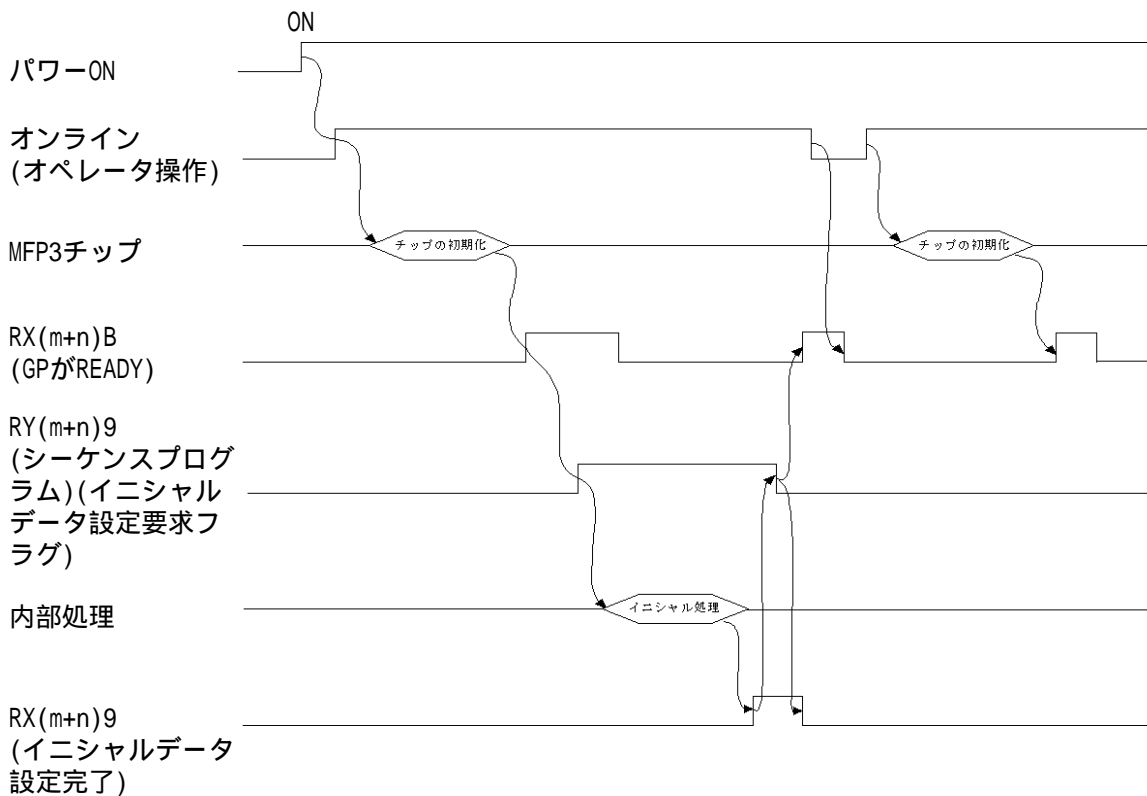 ON
パワーON
オンライン
(オペレータ操作)
チップの初期化
チップの初期化
MFP3チップ
RX(m+n)B
(GPがREADY)
RY(m+n)9
(シーケンスプログ
ラム)(イニシャル
データ設定要求フ
ラグ)
内部処理
イニシャル処理
RX(m+n)9
(イニシャルデータ
設定完了)